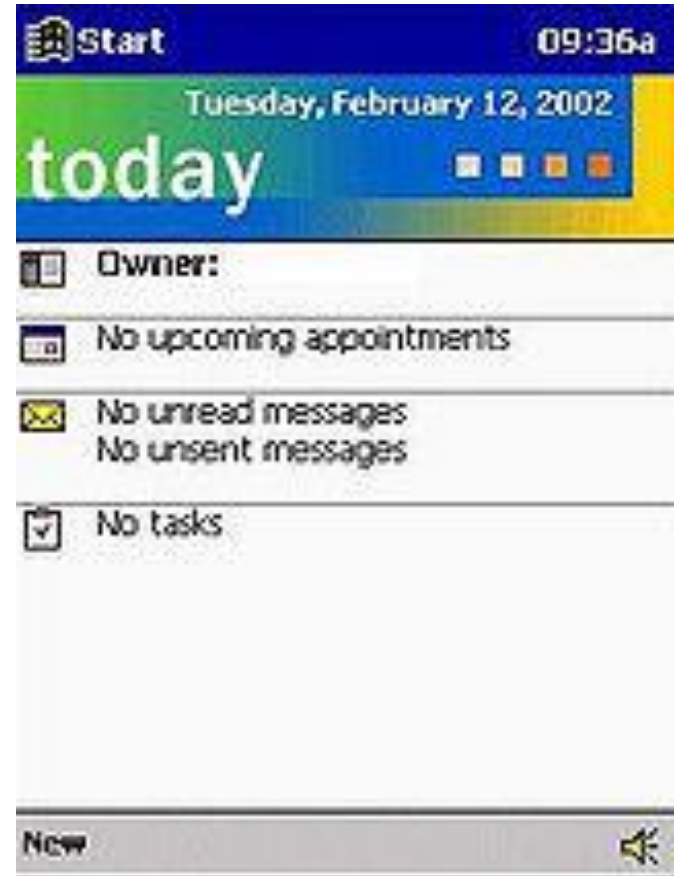 Start 09:36a
Tuesday, February 12, 2002
today
Owner:
No upcoming appointments
No unread messages
No unsent messages
No tasks
New